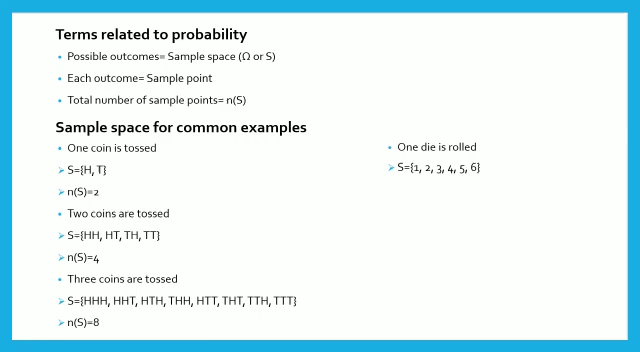 Terms related to probability
• Possible outcomes= Sample space (Ω or S)
• Each outcome= Sample point
• Total number of sample points= n(S)
Sample space for common examples
• One coin is tossed
➢ S={H, T}
➢ n(S)=2
• Two coins are tossed
➢ S={HH, HT, TH, TT}
➢ n(S)=4
• Three coins are tossed
➢ S={HHH, HHT, HTH, THH, HTT, THT, TTH, TTT}
➢ n(S)=8
• One die is rolled
➢ S={1, 2, 3, 4, 5, 6}